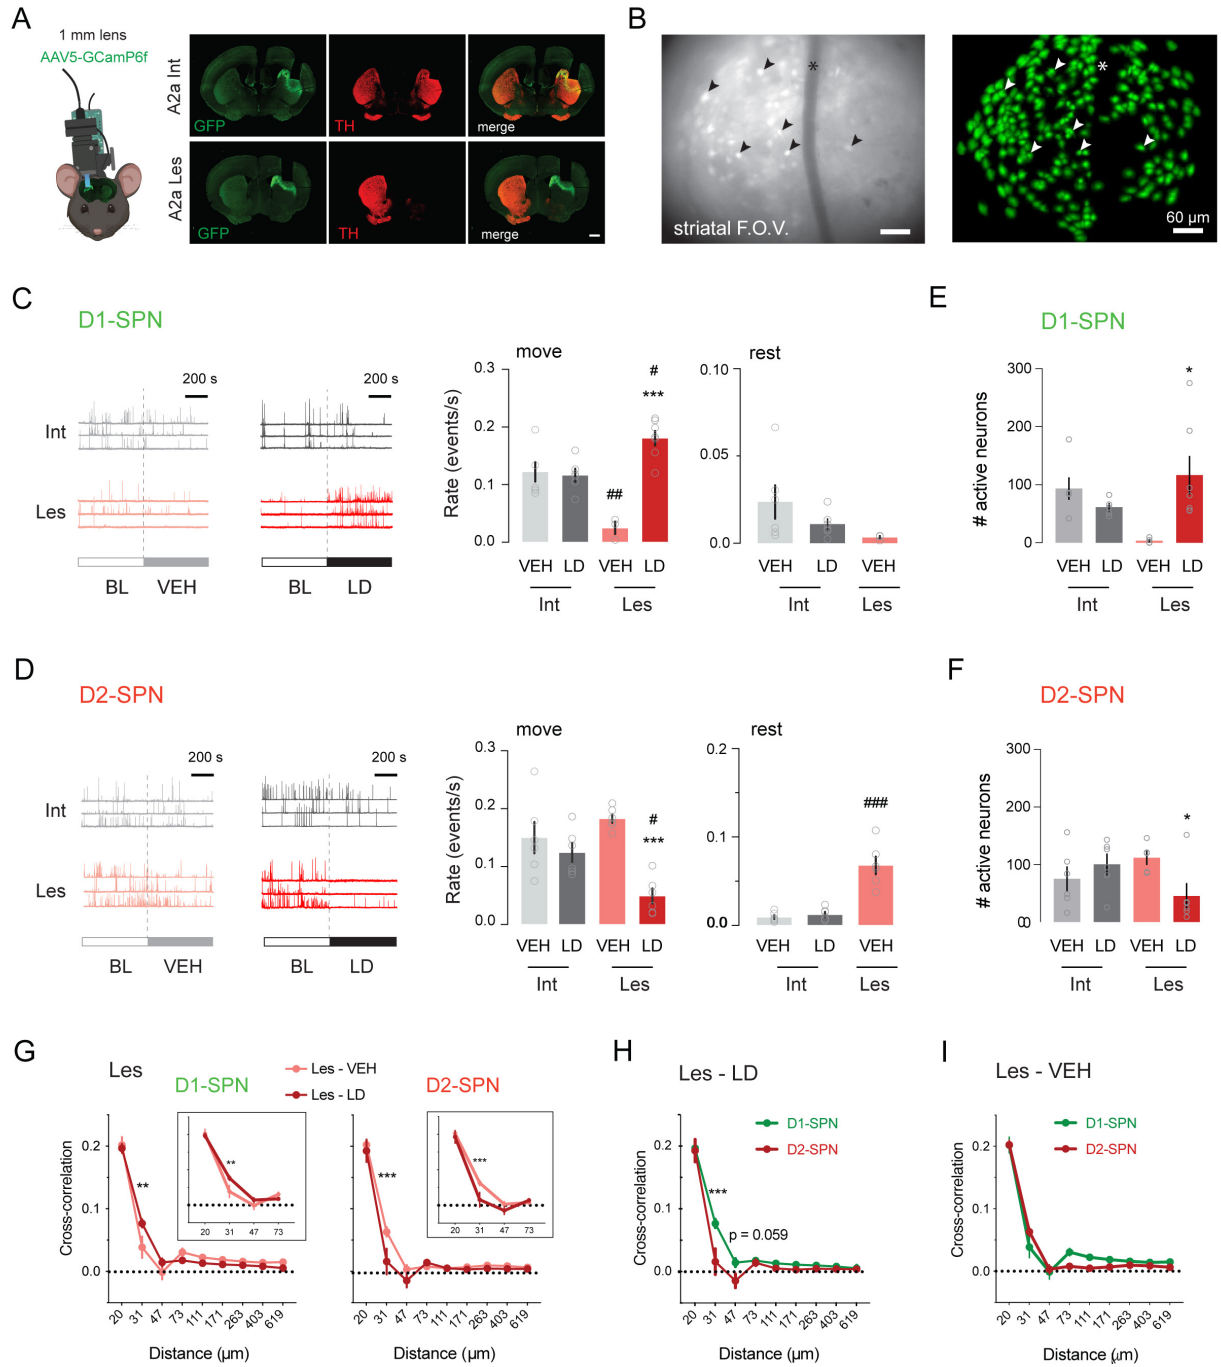 A
1 mm lens
AAV5-GCamP6f
A2a Int
GFP
TH
merge
A2a Les
GFP
TH
merge
B
*
striatal F.O.V.
*
60 µm
C
D1-SPN
200 s
200 s
Int
Les
BL
VEH
BL
LD
move
Rate (events/s)
0.3
0.2
0.1
0.0
##
#
***
VEH
LD
VEH
LD
Int
Les
rest
0.10
0.05
0.0
VEH
LD
VEH
Int
Les
E
D1-SPN
# active neurons
300
200
100
0
*
VEH
LD
VEH
LD
Int
Les
D
D2-SPN
200 s
200 s
Int
Les
BL
VEH
BL
LD
move
Rate (events/s)
0.3
0.2
0.1
0.0
#
***
VEH
LD
VEH
LD
Int
Les
rest
0.2
0.1
0.0
###
VEH
LD
VEH
Int
Les
F
D2-SPN
# active neurons
300
200
100
0
*
VEH
LD
VEH
LD
Int
Les
G
Les
D1-SPN
Les - VEH
Les - LD
D2-SPN
Cross-correlation
0.2
0.1
0.0
**
**
20
31
47
73
20
31
47
73
111
171
263
403
619
Distance (µm)
0.2
0.1
0.0
***
***
20
31
47
73
20
31
47
73
111
171
263
403
619
Distance (µm)
H
Les - LD
D1-SPN
D2-SPN
Cross-correlation
0.2
0.1
0.0
***
p = 0.059
20
31
47
73
111
171
263
403
619
Distance (µm)
I
Les - VEH
D1-SPN
D2-SPN
0.2
0.1
0.0
20
31
47
73
111
171
263
403
619
Distance (µm)